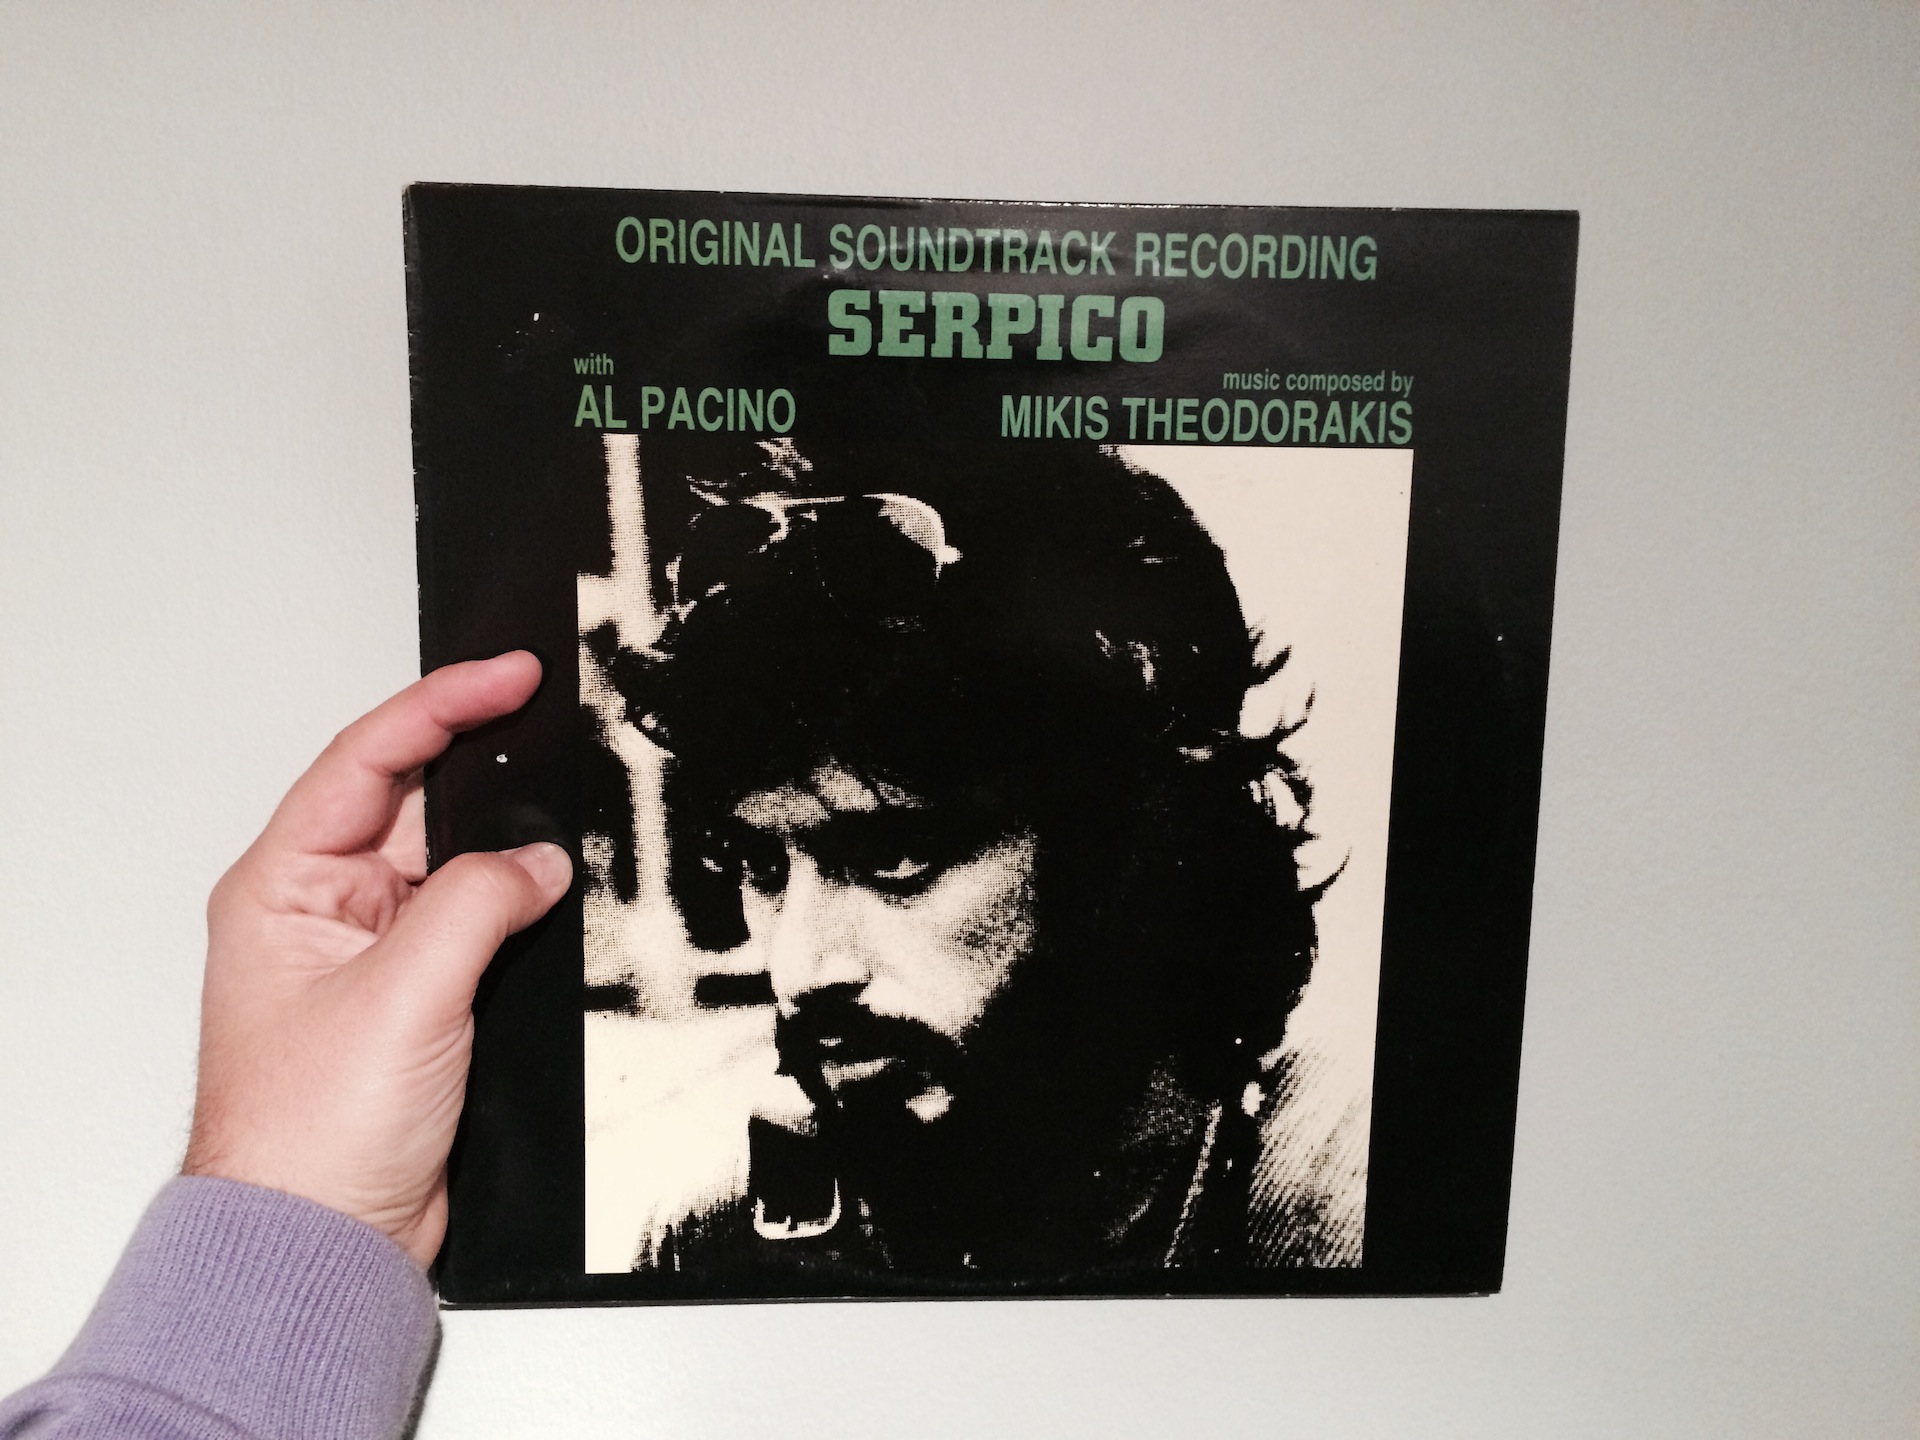 ORIGINAL SOUNDTRACK RECORDING
SERPICO
with
AL PACINO
music composed by
MIKIS THEODORAKIS